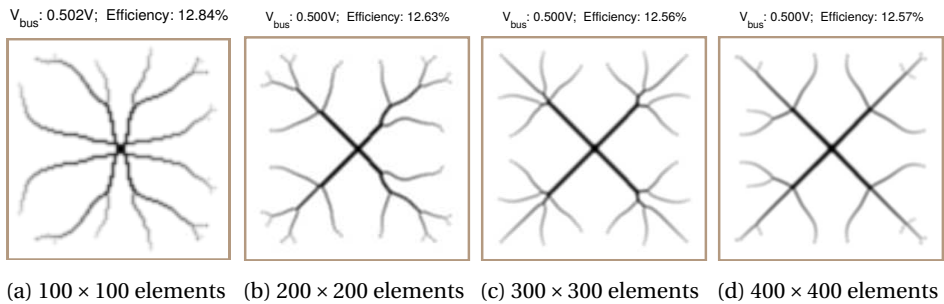 V_bus: 0.502V; Efficiency: 12.84%
V_bus: 0.500V; Efficiency: 12.63%
V_bus: 0.500V; Efficiency: 12.56%
V_bus: 0.500V; Efficiency: 12.57%
(a) 100 × 100 elements
(b) 200 × 200 elements
(c) 300 × 300 elements
(d) 400 × 400 elements